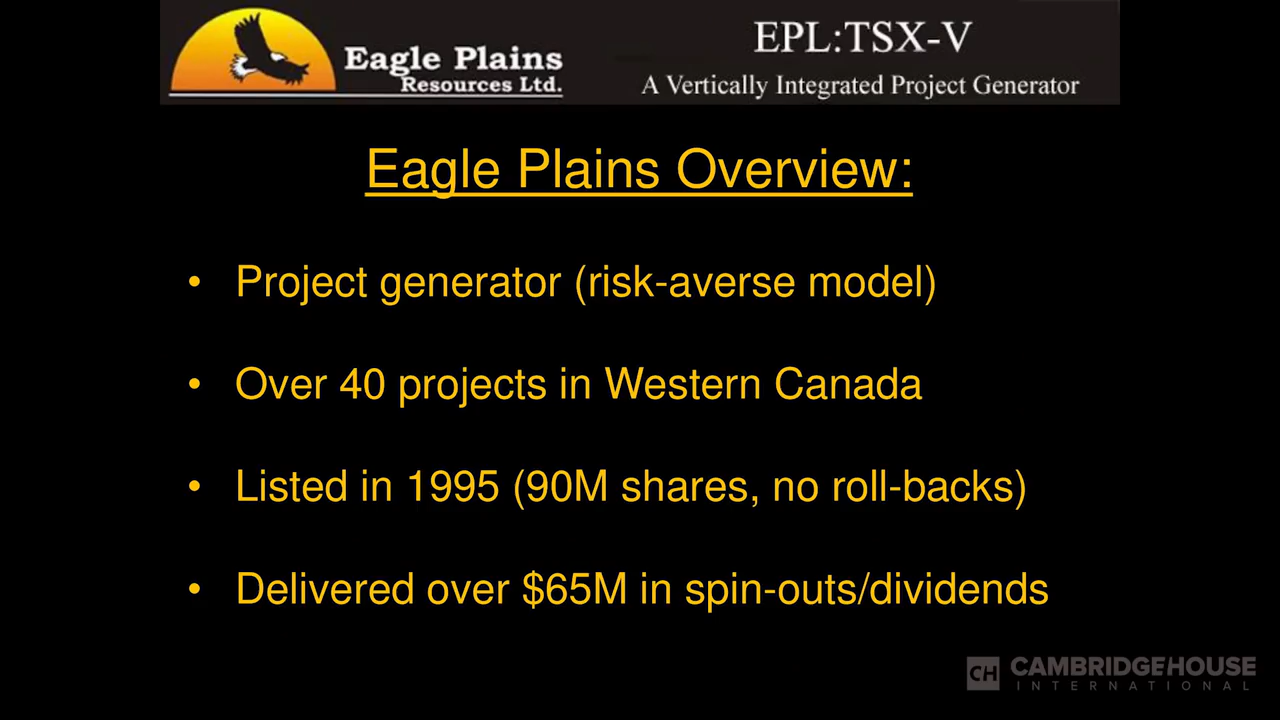 Eagle Plains
Resources Ltd.
EPL:TSX-V
A Vertically Integrated Project Generator
Eagle Plains Overview:
• Project generator (risk-averse model)
• Over 40 projects in Western Canada
• Listed in 1995 (90M shares, no roll-backs)
• Delivered over $65M in spin-outs/dividends
CH CAMBRIDGEHOUSE
INTERNATIONAL